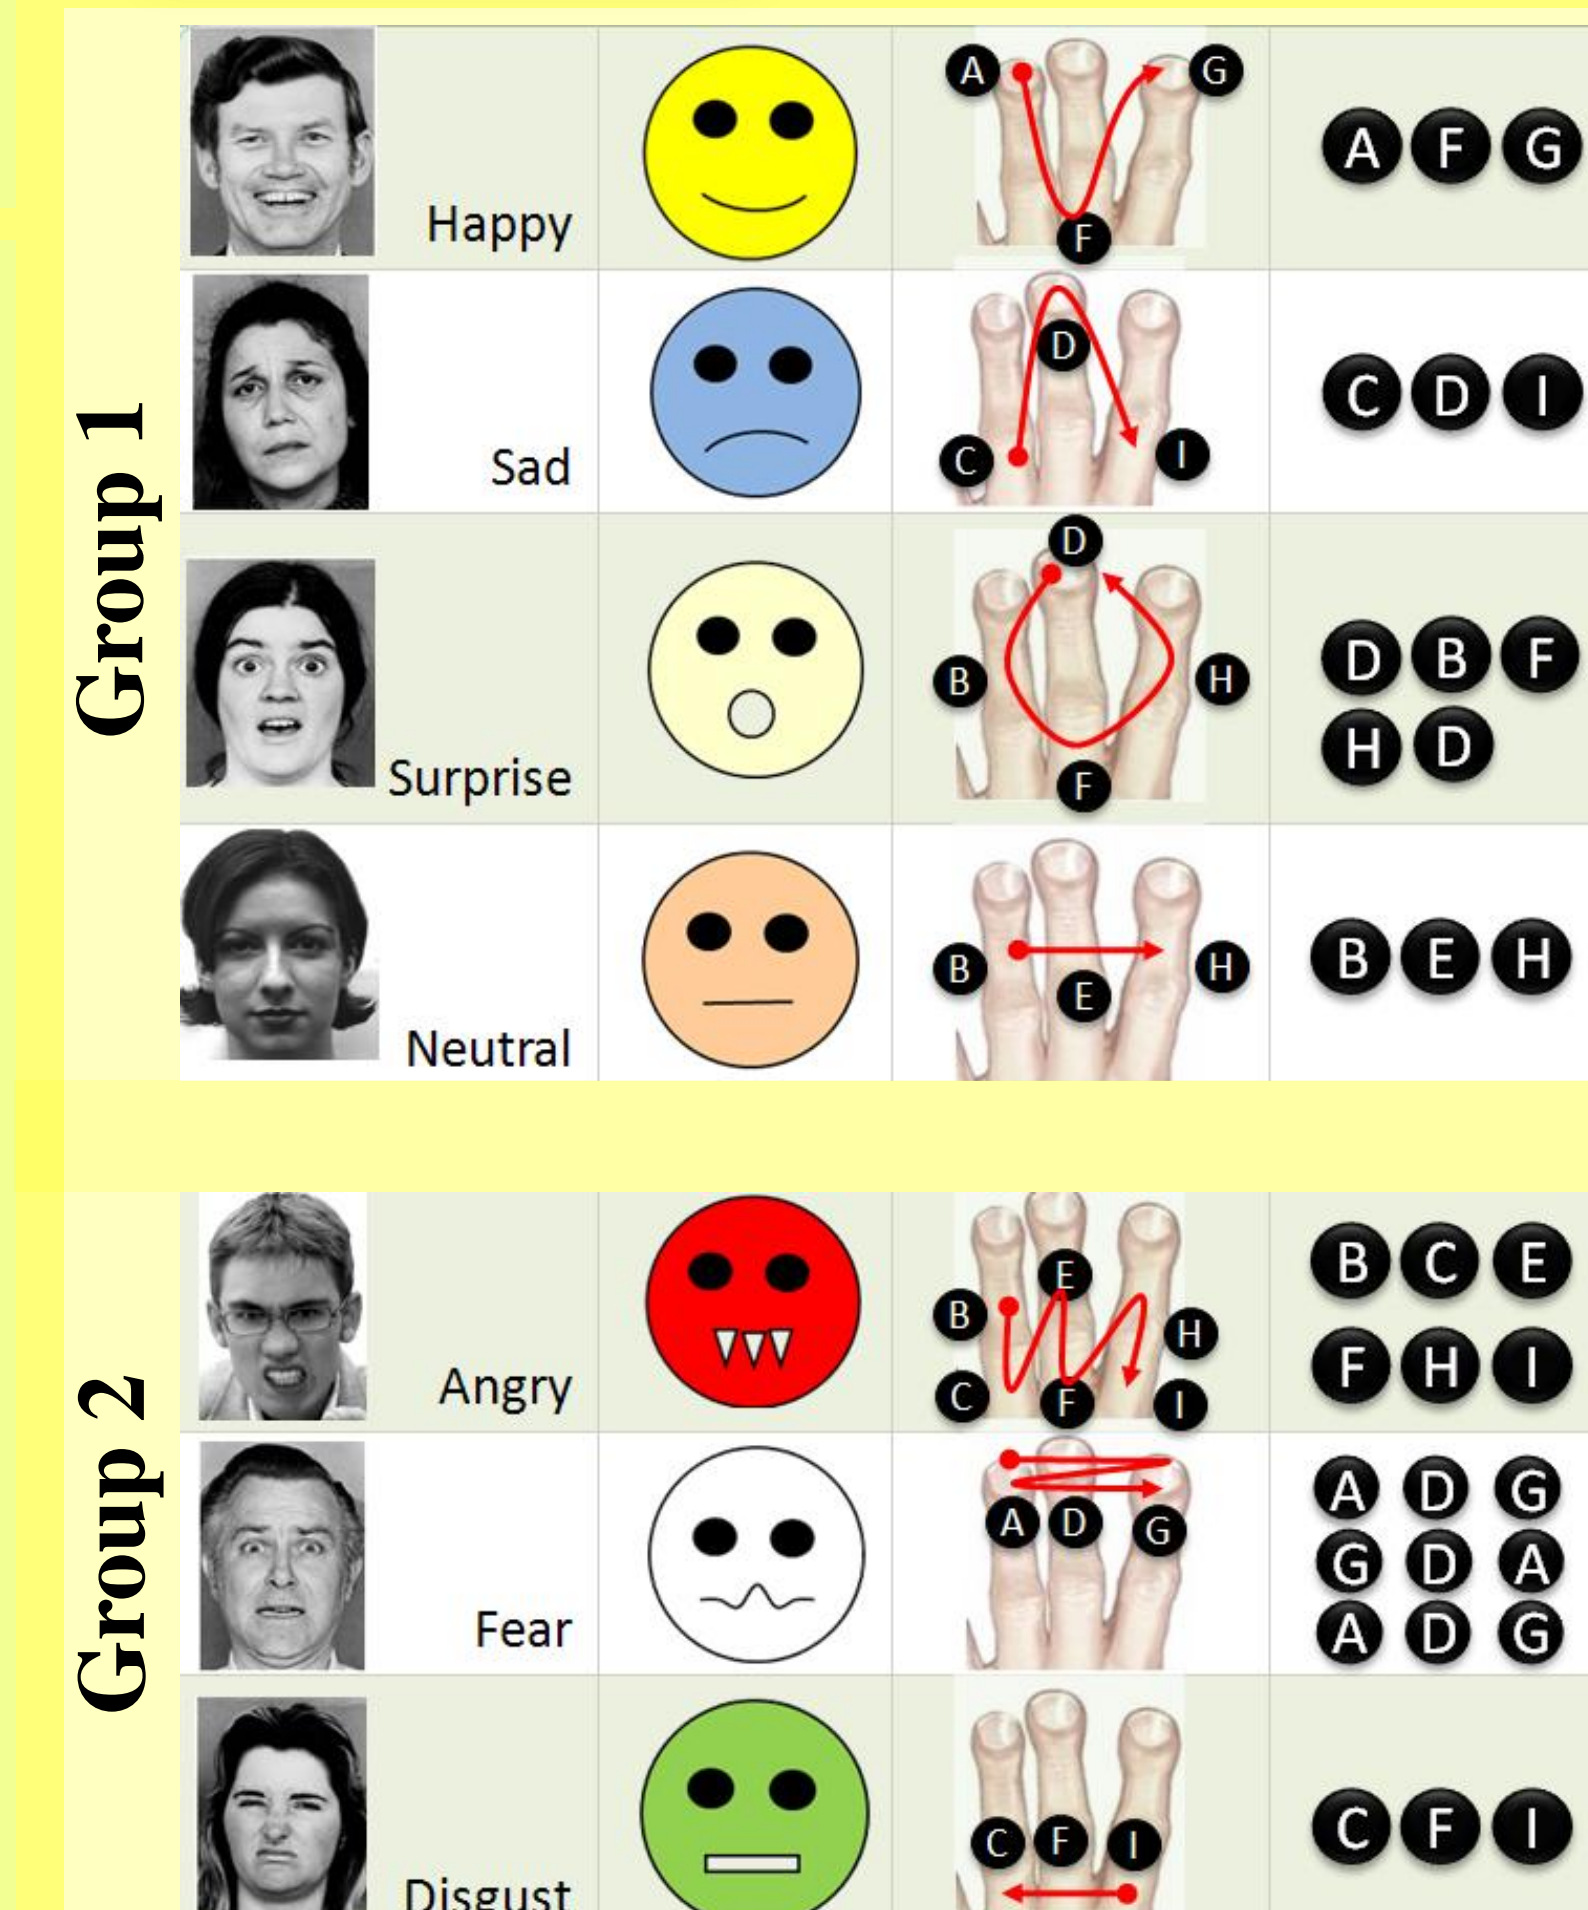 Group 1
Happy
A G
F
A F G
Sad
D
C I
C D I
Surprise
D
B H
F
D B F
H D
Neutral
B H
E
B E H
Group 2
Angry
E
B H
C F I
B C E
F H I
Fear
A D G
A D G
G D A
A D G
Disgust
C F I
C F I